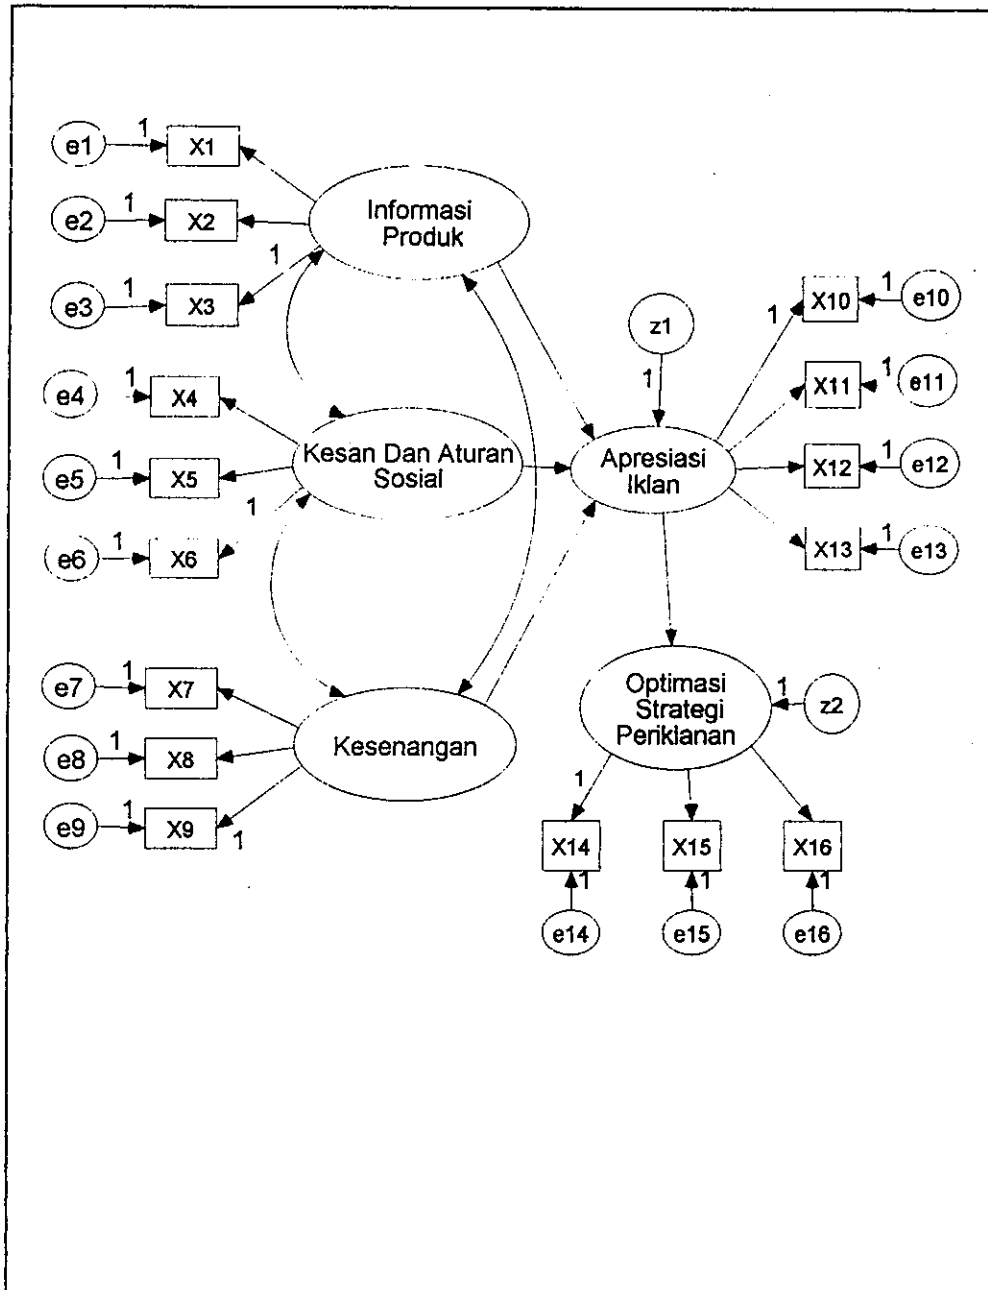 e1
1
X1
e2
1
X2
e3
1
X3
1
Informasi
Produk
e4
1
X4
e5
1
X5
e6
1
X6
1
Kesan Dan Aturan
Sosial
e7
1
X7
e8
1
X8
e9
1
X9
1
Kesenangan
z1
1
Apresiasi
Iklan
1
X10
1
e10
X11
1
e11
X12
1
e12
X13
1
e13
Optimasi
Strategi
Periklanan
1
z2
1
X14
X15
X16
1
1
1
e14
e15
e16